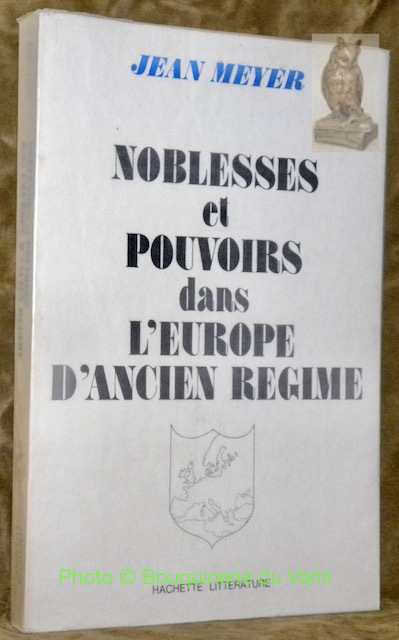 JEAN MEYER
NOBLESSES
et
POUVOIRS
dans
L'EUROPE
D'ANCIEN REGIME
Photo © Bouquinerie du Varis
HACHETTE LITTERATURE